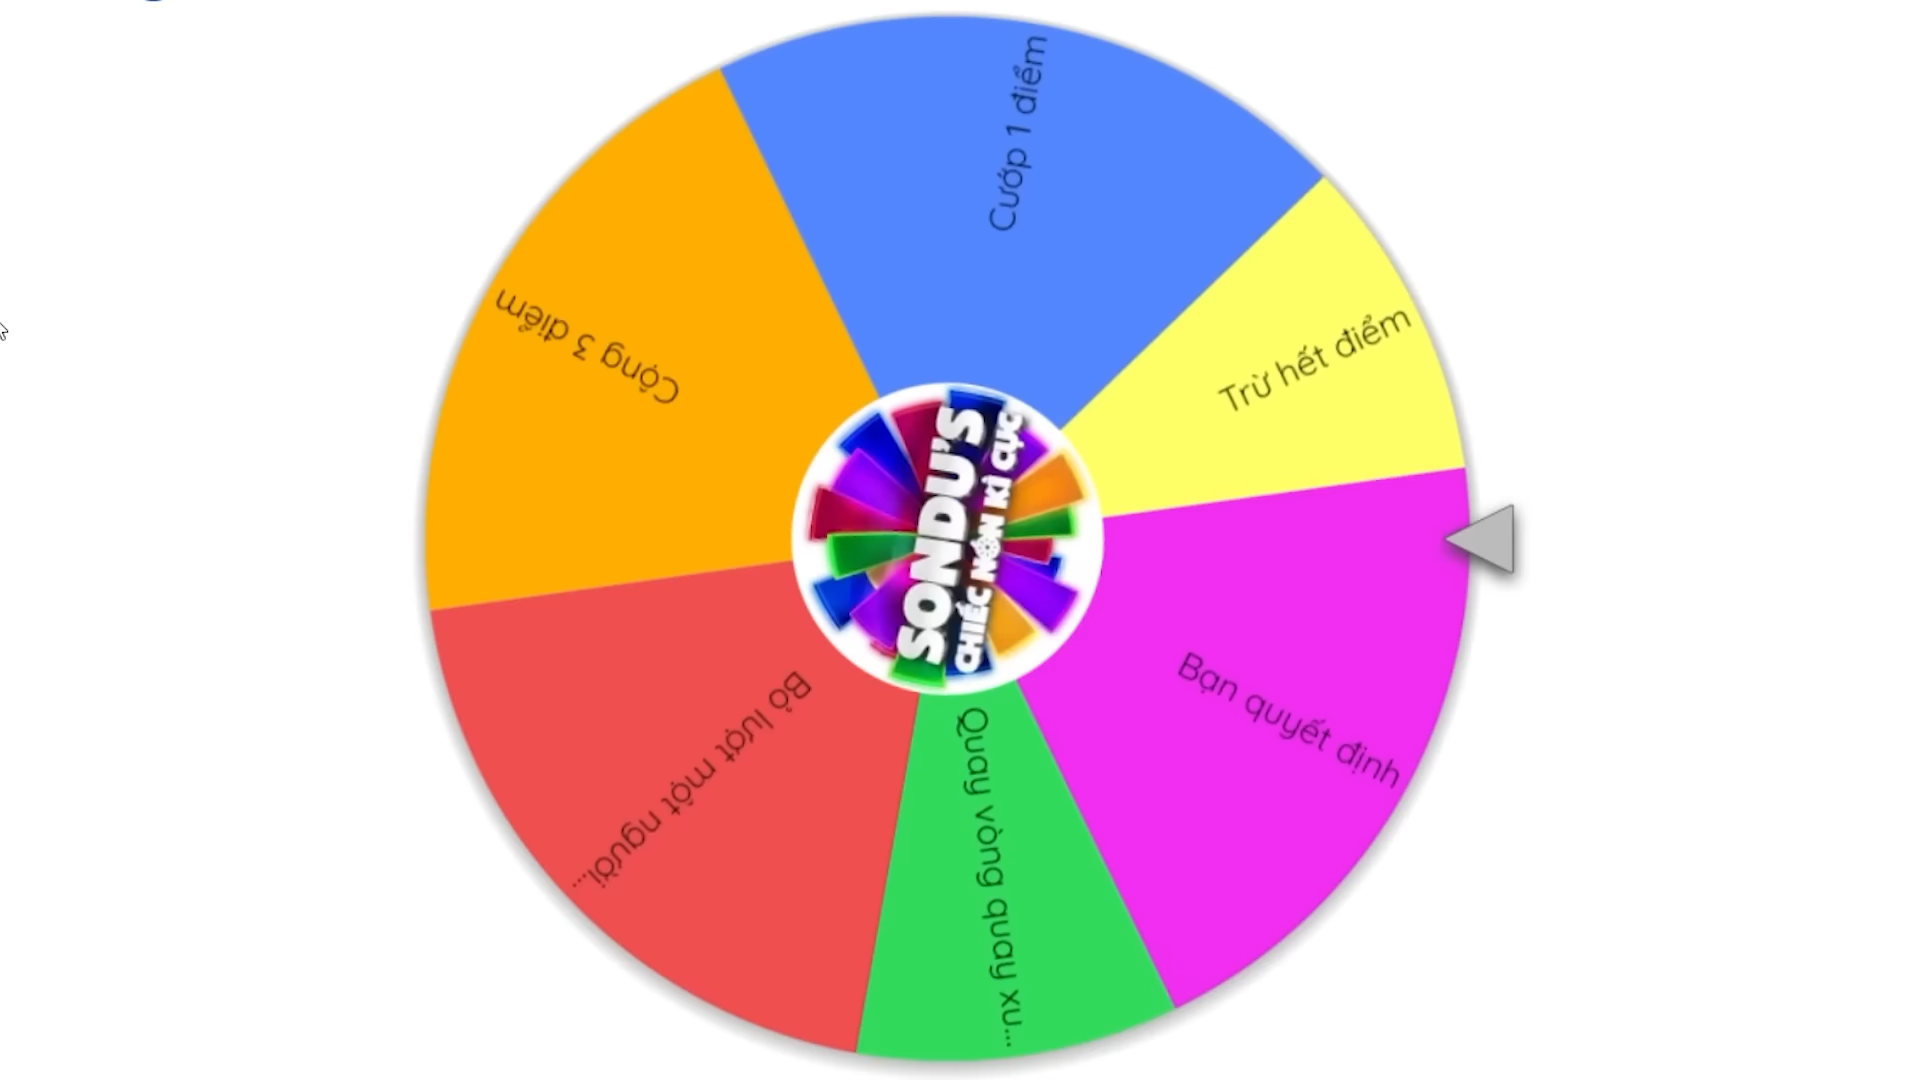 Cướp 1 điểm
Trừ hết điểm
Bạn quyết định
Quay vòng quay xu...
Bỏ lượt một người...
Cộng 3 điểm
SONDU'S
CHIẾC NÓN KÌ CỤC